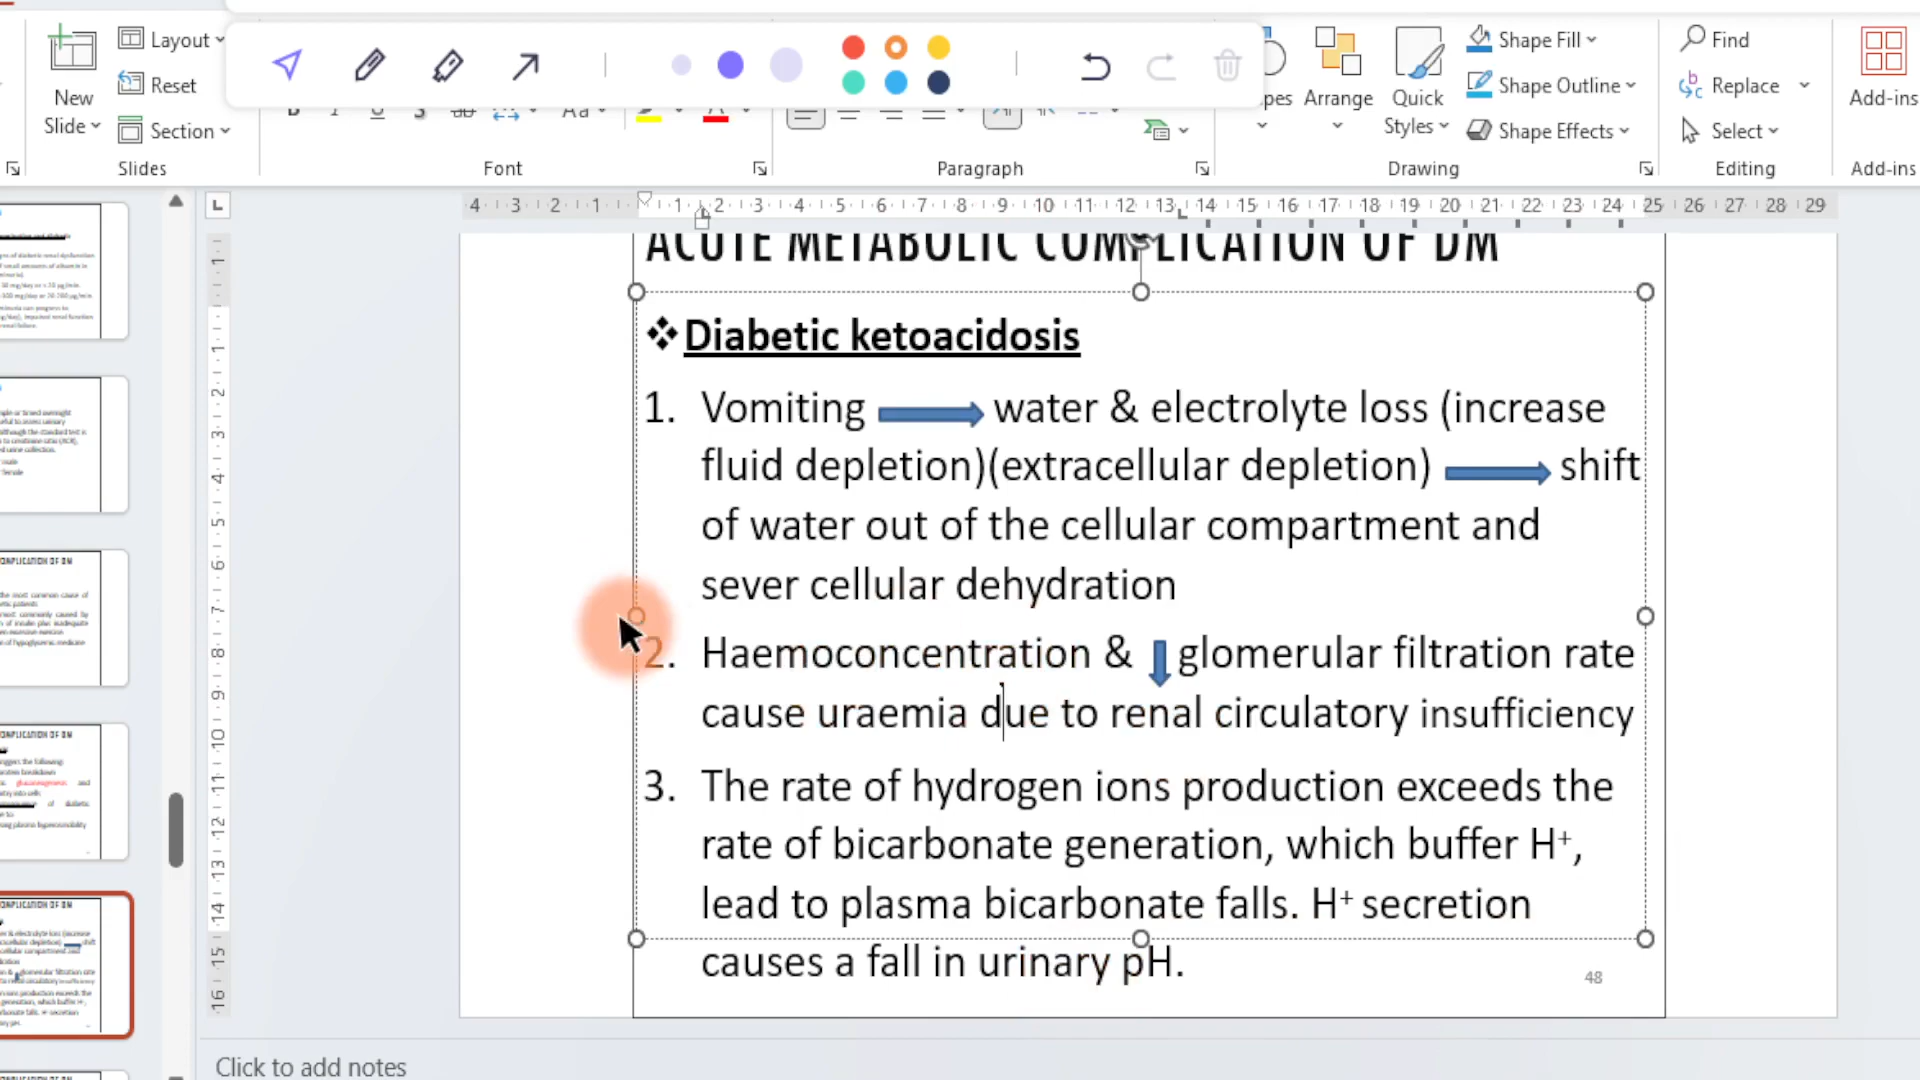 Layout
Reset
New
Slide
Section
Slides
Font
Paragraph
Arrange
Quick
Styles
Shape Fill
Shape Outline
Shape Effects
Drawing
Find
Replace
Select
Editing
Add-ins
Add-ins
ACUTE METABOLIC COMPLICATION OF DM
Diabetic ketoacidosis
1. Vomiting water & electrolyte loss (increase
fluid depletion)(extracellular depletion) shift
of water out of the cellular compartment and
sever cellular dehydration
2. Haemoconcentration & glomerular filtration rate
cause uraemia due to renal circulatory insufficiency
3. The rate of hydrogen ions production exceeds the
rate of bicarbonate generation, which buffer H⁺,
lead to plasma bicarbonate falls. H⁺ secretion
causes a fall in urinary pH.
48
Click to add notes